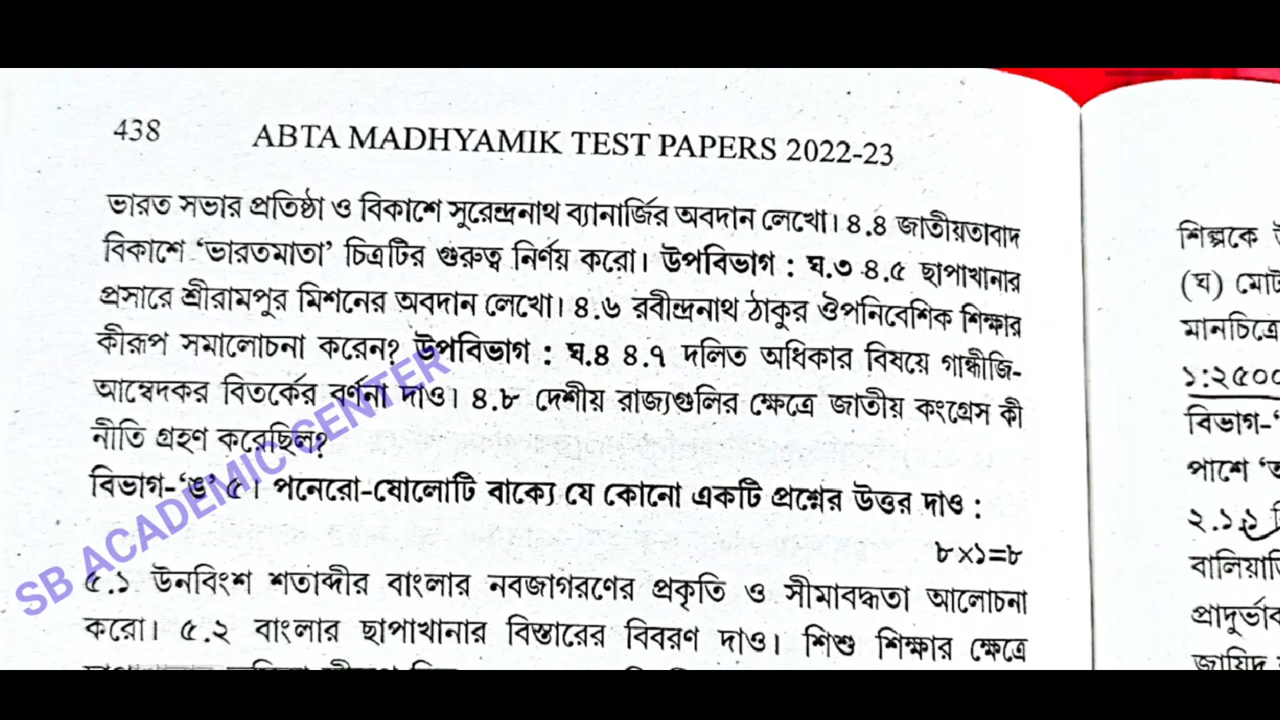 438 ABTA MADHYAMIK TEST PAPERS 2022-23
ভারত সভার প্রতিষ্ঠা ও বিকাশে সুরেন্দ্রনাথ ব্যানার্জির অবদান লেখো। ৪.৪ জাতীয়তাবাদ
বিকাশে ‘ভারতমাতা’ চিত্রটির গুরুত্ব নির্ণয় করো। উপবিভাগ : ঘ.৩ ৪.৫ ছাপাখানার
প্রসারে শ্রীরামপুর মিশনের অবদান লেখো। ৪.৬ রবীন্দ্রনাথ ঠাকুর ঔপনিবেশিক শিক্ষার
কীরূপ সমালোচনা করেন? উপবিভাগ : ঘ.৪ ৪.৭ দলিত অধিকার বিষয়ে গান্ধীজি-
আম্বেদকর বিতর্কের বর্ণনা দাও। ৪.৮ দেশীয় রাজ্যগুলির ক্ষেত্রে জাতীয় কংগ্রেস কী
নীতি গ্রহণ করেছিল?
বিভাগ-‘ঙ’ ৫। পনেরো-ষোলোটি বাক্যে যে কোনো একটি প্রশ্নের উত্তর দাও :
৮×১=৮
৫.১ উনবিংশ শতাব্দীর বাংলার নবজাগরণের প্রকৃতি ও সীমাবদ্ধতা আলোচনা
করো। ৫.২ বাংলার ছাপাখানার বিস্তারের বিবরণ দাও। শিশু শিক্ষার ক্ষেত্রে
SB ACADEMIC CENTER
শিল্পকে
(ঘ)
মানচিত্রে
১:২৫০০
বিভাগ-
পাশে
২.১.১